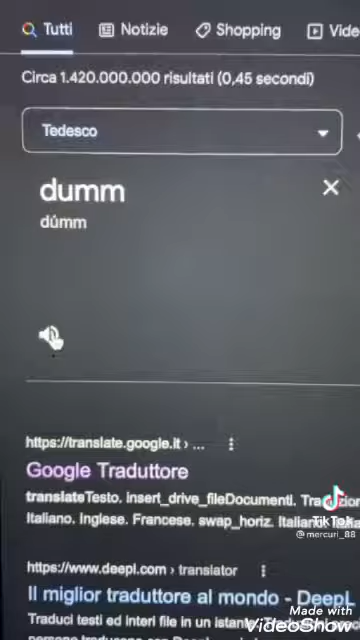 Tutti Notizie Shopping Vide
Circa 1.420.000.000 risultati (0,45 secondi)
Tedesco
dumm
dúmm
https://translate.google.it › ...
Google Traduttore
translateTesto. insert_drive_fileDocumenti.
Italiano. Inglese. Francese. swap_horiz. Italiano.
TikTok
@mercuri_88
https://www.deepl.com › translator
Il miglior traduttore al mondo - DeepL
Made with
VideoShow
Traduci testi ed interi file in un istante.